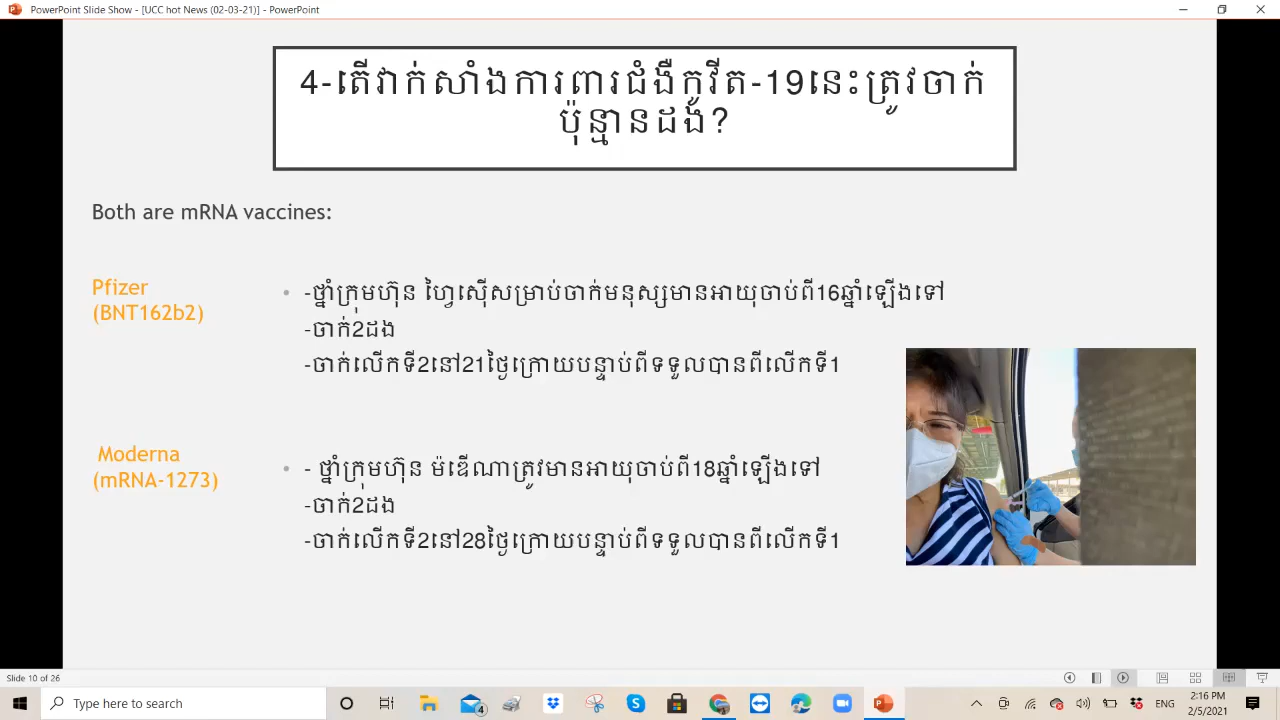 PowerPoint Slide Show - [UCC hot News (02-03-21)] - PowerPoint
4-តើវាក់សាំងការពារជំងឺកូវីត-19នេះត្រូវចាក់
ប៉ុន្មានដង?
Both are mRNA vaccines:
Pfizer
(BNT162b2)
-ថ្នាំក្រុមហ៊ុន ហ្វៃស៊ើសម្រាប់ចាក់មនុស្សមានអាយុចាប់ពី16ឆ្នាំឡើងទៅ
-ចាក់2ដង
-ចាក់លើកទី2នៅ21ថ្ងៃក្រោយបន្ទាប់ពីទទួលបានពីលើកទី1
Moderna
(mRNA-1273)
- ថ្នាំក្រុមហ៊ុន ម៉ឌើណាត្រូវមានអាយុចាប់ពី18ឆ្នាំឡើងទៅ
-ចាក់2ដង
-ចាក់លើកទី2នៅ28ថ្ងៃក្រោយបន្ទាប់ពីទទួលបានពីលើកទី1
Slide 10 of 26
Type here to search
4
ENG
2:16 PM
2/5/2021